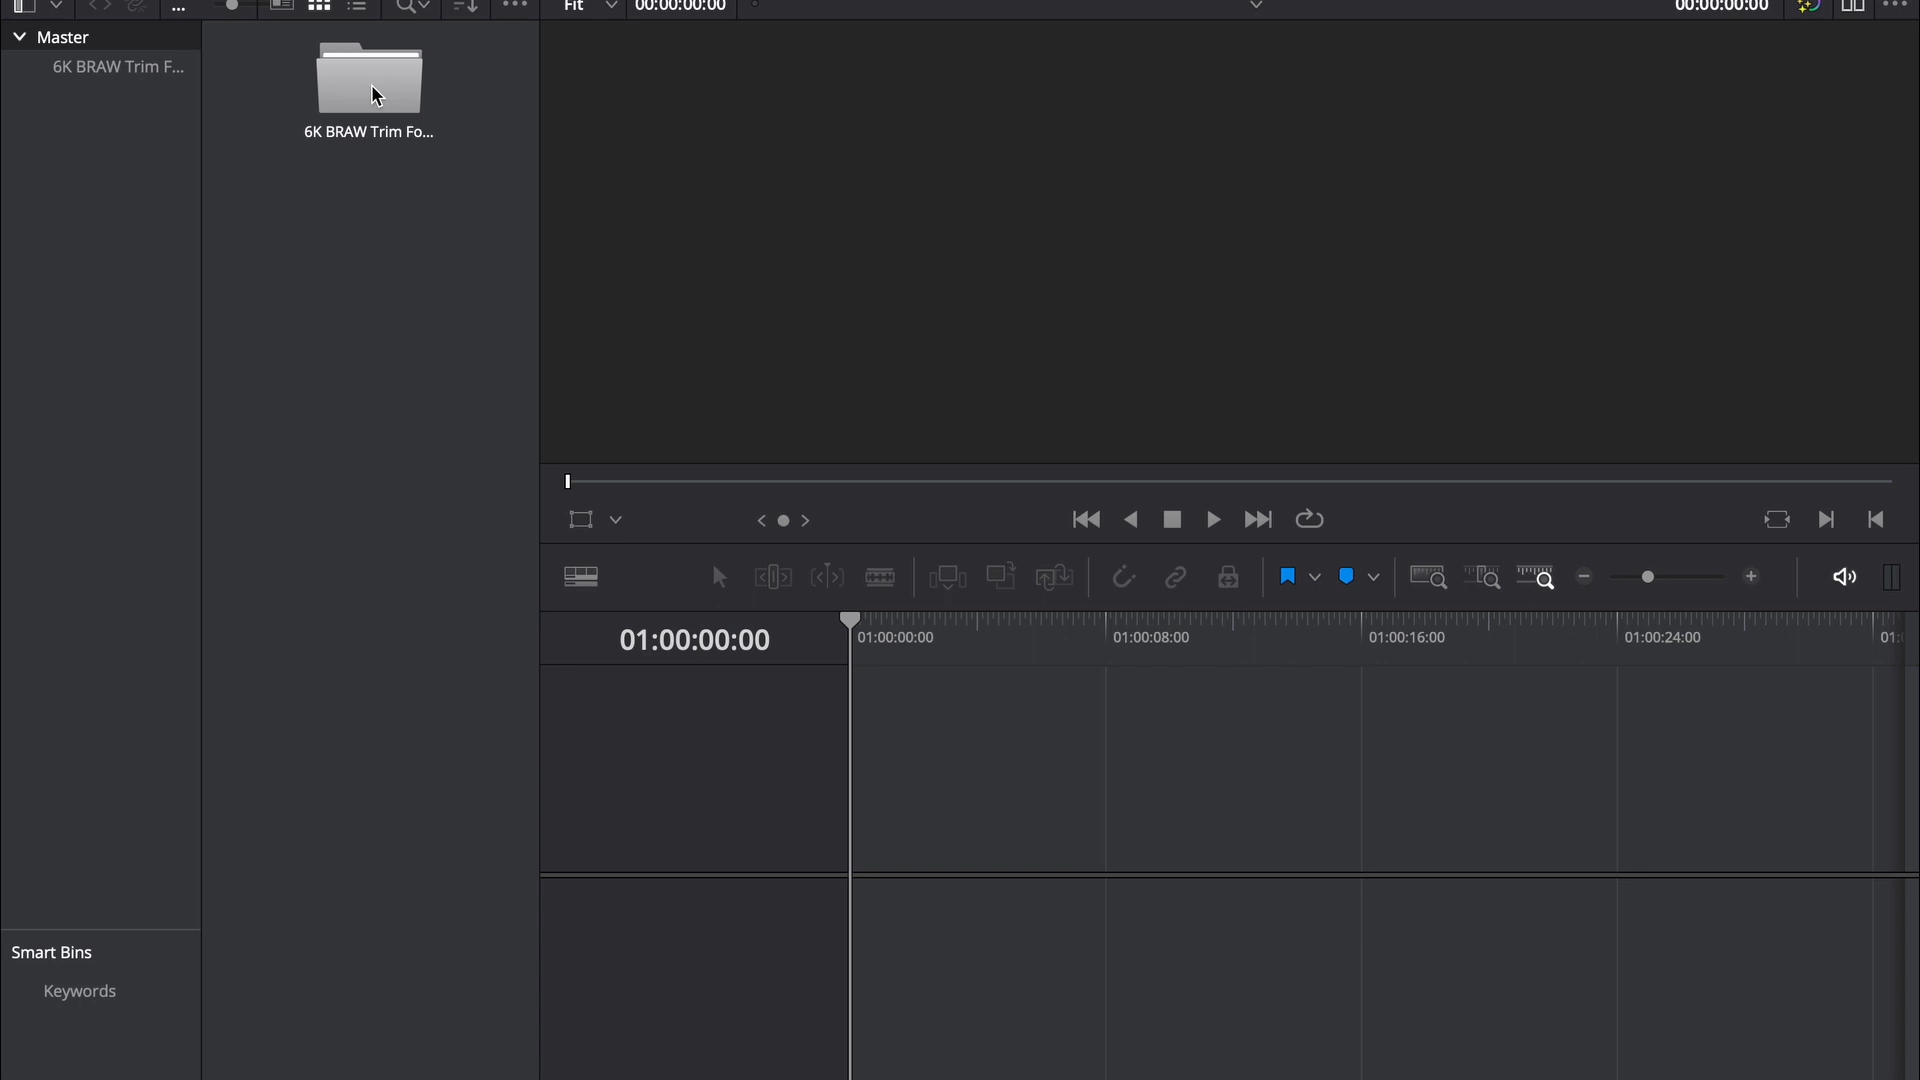 Fit
00:00:00:00
00:00:00:00
Master
6K BRAW Trim F...
6K BRAW Trim Fo...
01:00:00:00
01:00:00:00
01:00:08:00
01:00:16:00
01:00:24:00
Smart Bins
Keywords